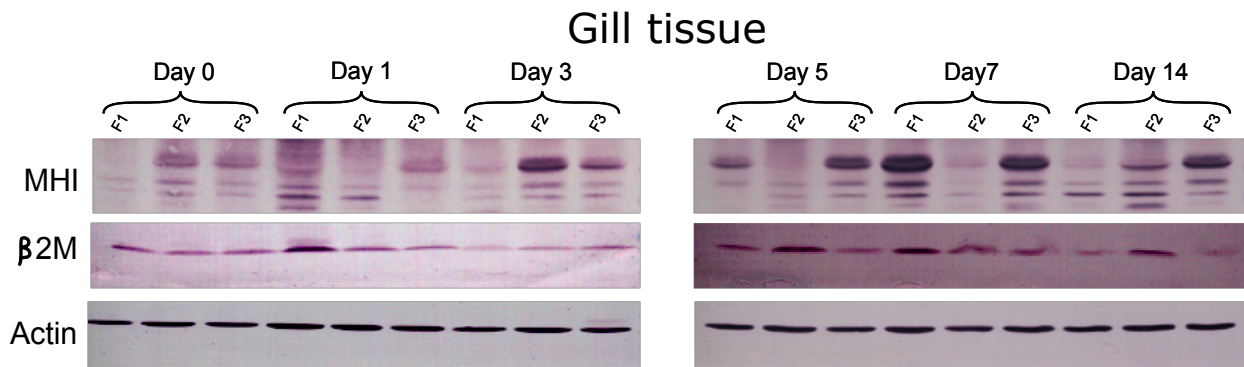 Gill tissue
Day 0 Day 1 Day 3 Day 5 Day7 Day 14
F1 F2 F3 F1 F2 F3 F1 F2 F3 F1 F2 F3 F1 F2 F3 F1 F2 F3
MHI
β2M
Actin